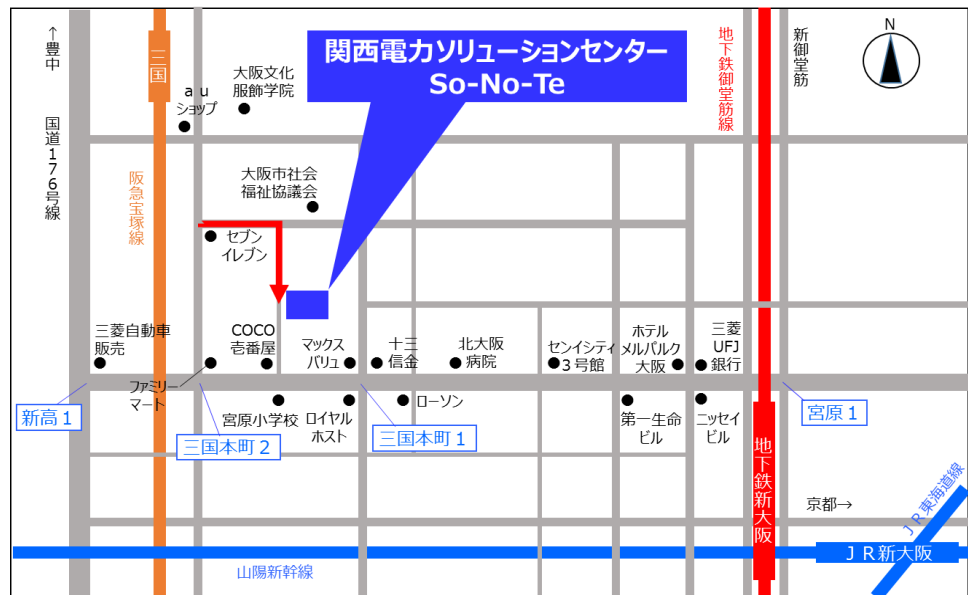 ↑豊中
国道176号線
三国
阪急宝塚線
au
ショップ
大阪文化
服飾学院
関西電力ソリューションセンター
So-No-Te
地下鉄御堂筋線
新御堂筋
N
大阪市社会
福祉協議会
セブン
イレブン
三菱自動車
販売
COCO
壱番屋
マックス
バリュ
十三
信金
北大阪
病院
センイシティ
3号館
ホテル
メルパルク
大阪
三菱
UFJ
銀行
ファミリー
マート
新高1
三国本町2
宮原小学校
ロイヤル
ホスト
三国本町1
ローソン
第一生命
ビル
ニッセイ
ビル
宮原1
地下鉄新大阪
京都→
JR東海道線
JR新大阪
山陽新幹線